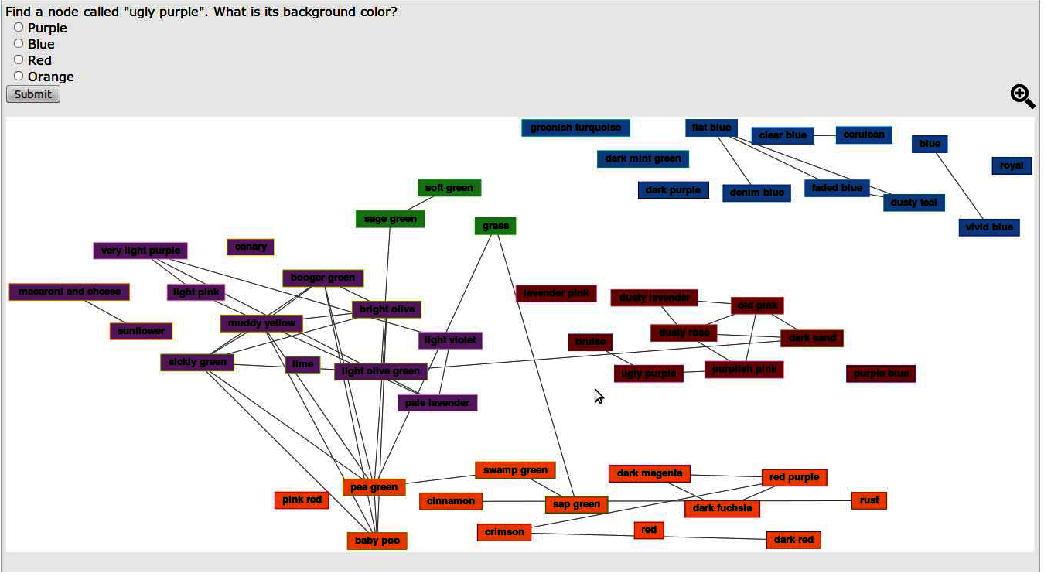 Find a node called "ugly purple". What is its background color?
Purple
Blue
Red
Orange
Submit
greenish turquoise
flat blue
clear blue
cerulean
blue
dark mint green
royal
dark purple
denim blue
faded blue
dusty teal
soft green
sage green
grass
vivid blue
very light purple
canary
booger green
macaroni and cheese
light pink
lavender pink
dusty lavender
old pink
bright olive
muddy yellow
sunflower
dusty rose
dark sand
light violet
bruise
sickly green
lime
light olive green
ugly purple
purplish pink
purple blue
pale lavender
swamp green
dark magenta
red purple
pea green
pink red
cinnamon
sap green
dark fuchsia
rust
crimson
red
baby poo
dark red